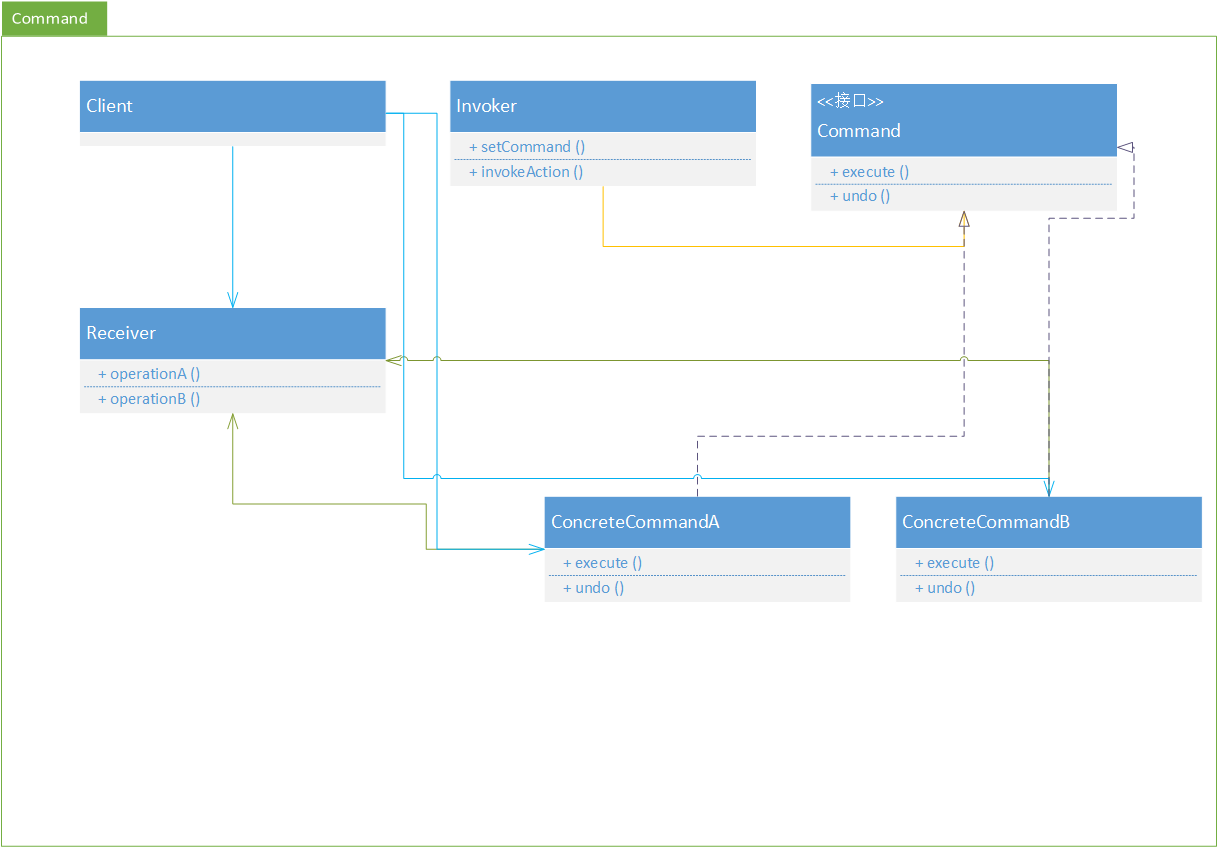 Command
Client
Invoker
+ setCommand ()
+ invokeAction ()
<<接口>>
Command
+ execute ()
+ undo ()
Receiver
+ operationA ()
+ operationB ()
ConcreteCommandA
+ execute ()
+ undo ()
ConcreteCommandB
+ execute ()
+ undo ()